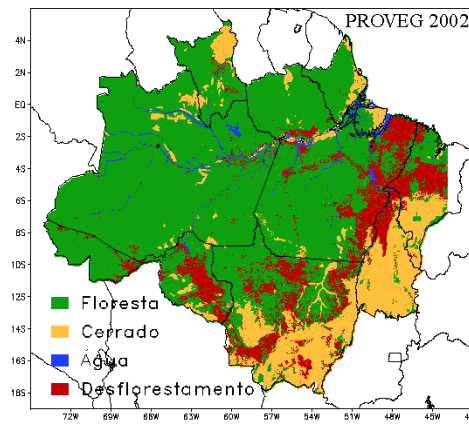 PROVEG 2002
4N
2N
EQ
2S
4S
6S
8S
10S
12S
14S
16S
18S
Floresta
Cerrado
Água
Desflorestamento
72W 69W 66W 63W 60W 57W 54W 51W 48W 4